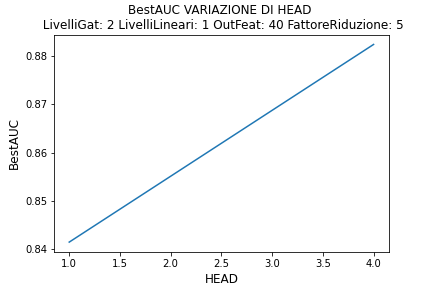 BestAUC VARIAZIONE DI HEAD
LivelliGat: 2 LivelliLineari: 1 OutFeat: 40 FattoreRiduzione: 5
BestAUC
0.88
0.87
0.86
0.85
0.84
1.0 1.5 2.0 2.5 3.0 3.5 4.0
HEAD